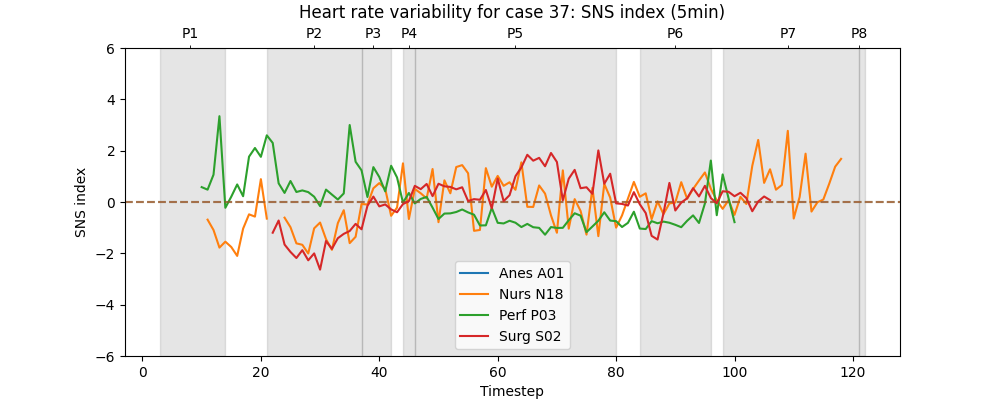 Heart rate variability for case 37: SNS index (5min)
P1 P2 P3 P4 P5 P6 P7 P8
6
4
2
0
−2
−4
−6
SNS index
Anes A01
Nurs N18
Perf P03
Surg S02
0 20 40 60 80 100 120
Timestep